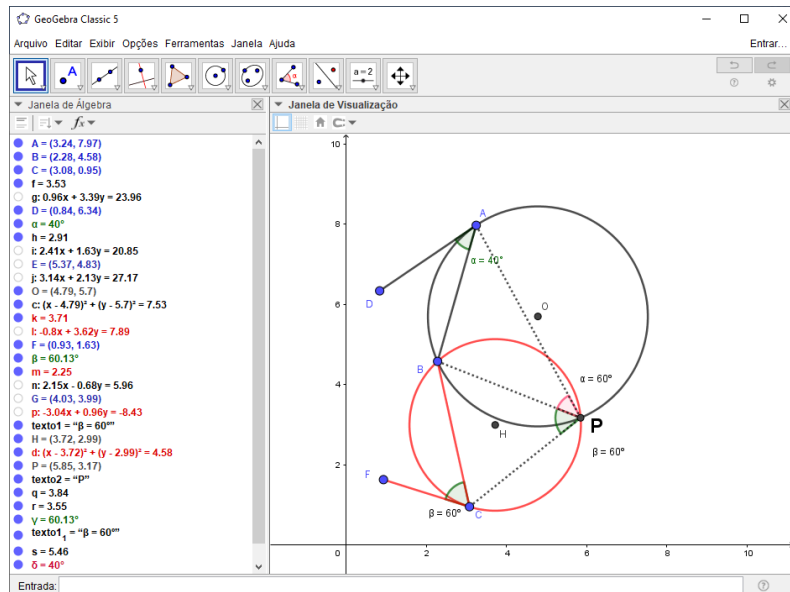 GeoGebra Classic 5
Arquivo Editar Exibir Opções Ferramentas Janela Ajuda
Entrar...
A
α
a = 2
Janela de Álgebra
Janela de Visualização
fx
A = (3.24, 7.97)
B = (2.28, 4.58)
C = (3.08, 0.95)
f = 3.53
g: 0.96x + 3.39y = 23.96
D = (0.84, 6.34)
α = 40°
h = 2.91
i: 2.41x + 1.63y = 20.85
E = (5.37, 4.83)
j: 3.14x + 2.13y = 27.17
O = (4.79, 5.7)
c: (x - 4.79)² + (y - 5.7)² = 7.53
k = 3.71
l: -0.8x + 3.62y = 7.89
F = (0.93, 1.63)
β = 60.13°
m = 2.25
n: 2.15x - 0.68y = 5.96
G = (4.03, 3.99)
p: -3.04x + 0.96y = -8.43
texto1 = “β = 60º”
H = (3.72, 2.99)
d: (x - 3.72)² + (y - 2.99)² = 4.58
P = (5.85, 3.17)
texto2 = “P”
q = 3.84
r = 3.55
γ = 60.13°
texto1₁ = “β = 60º”
s = 5.46
δ = 40°
10
8
6
4
2
0
2
4
6
8
10
A
α = 40°
D
O
B
α = 60º
P
H
β = 60º
F
β = 60º
C
Entrada: